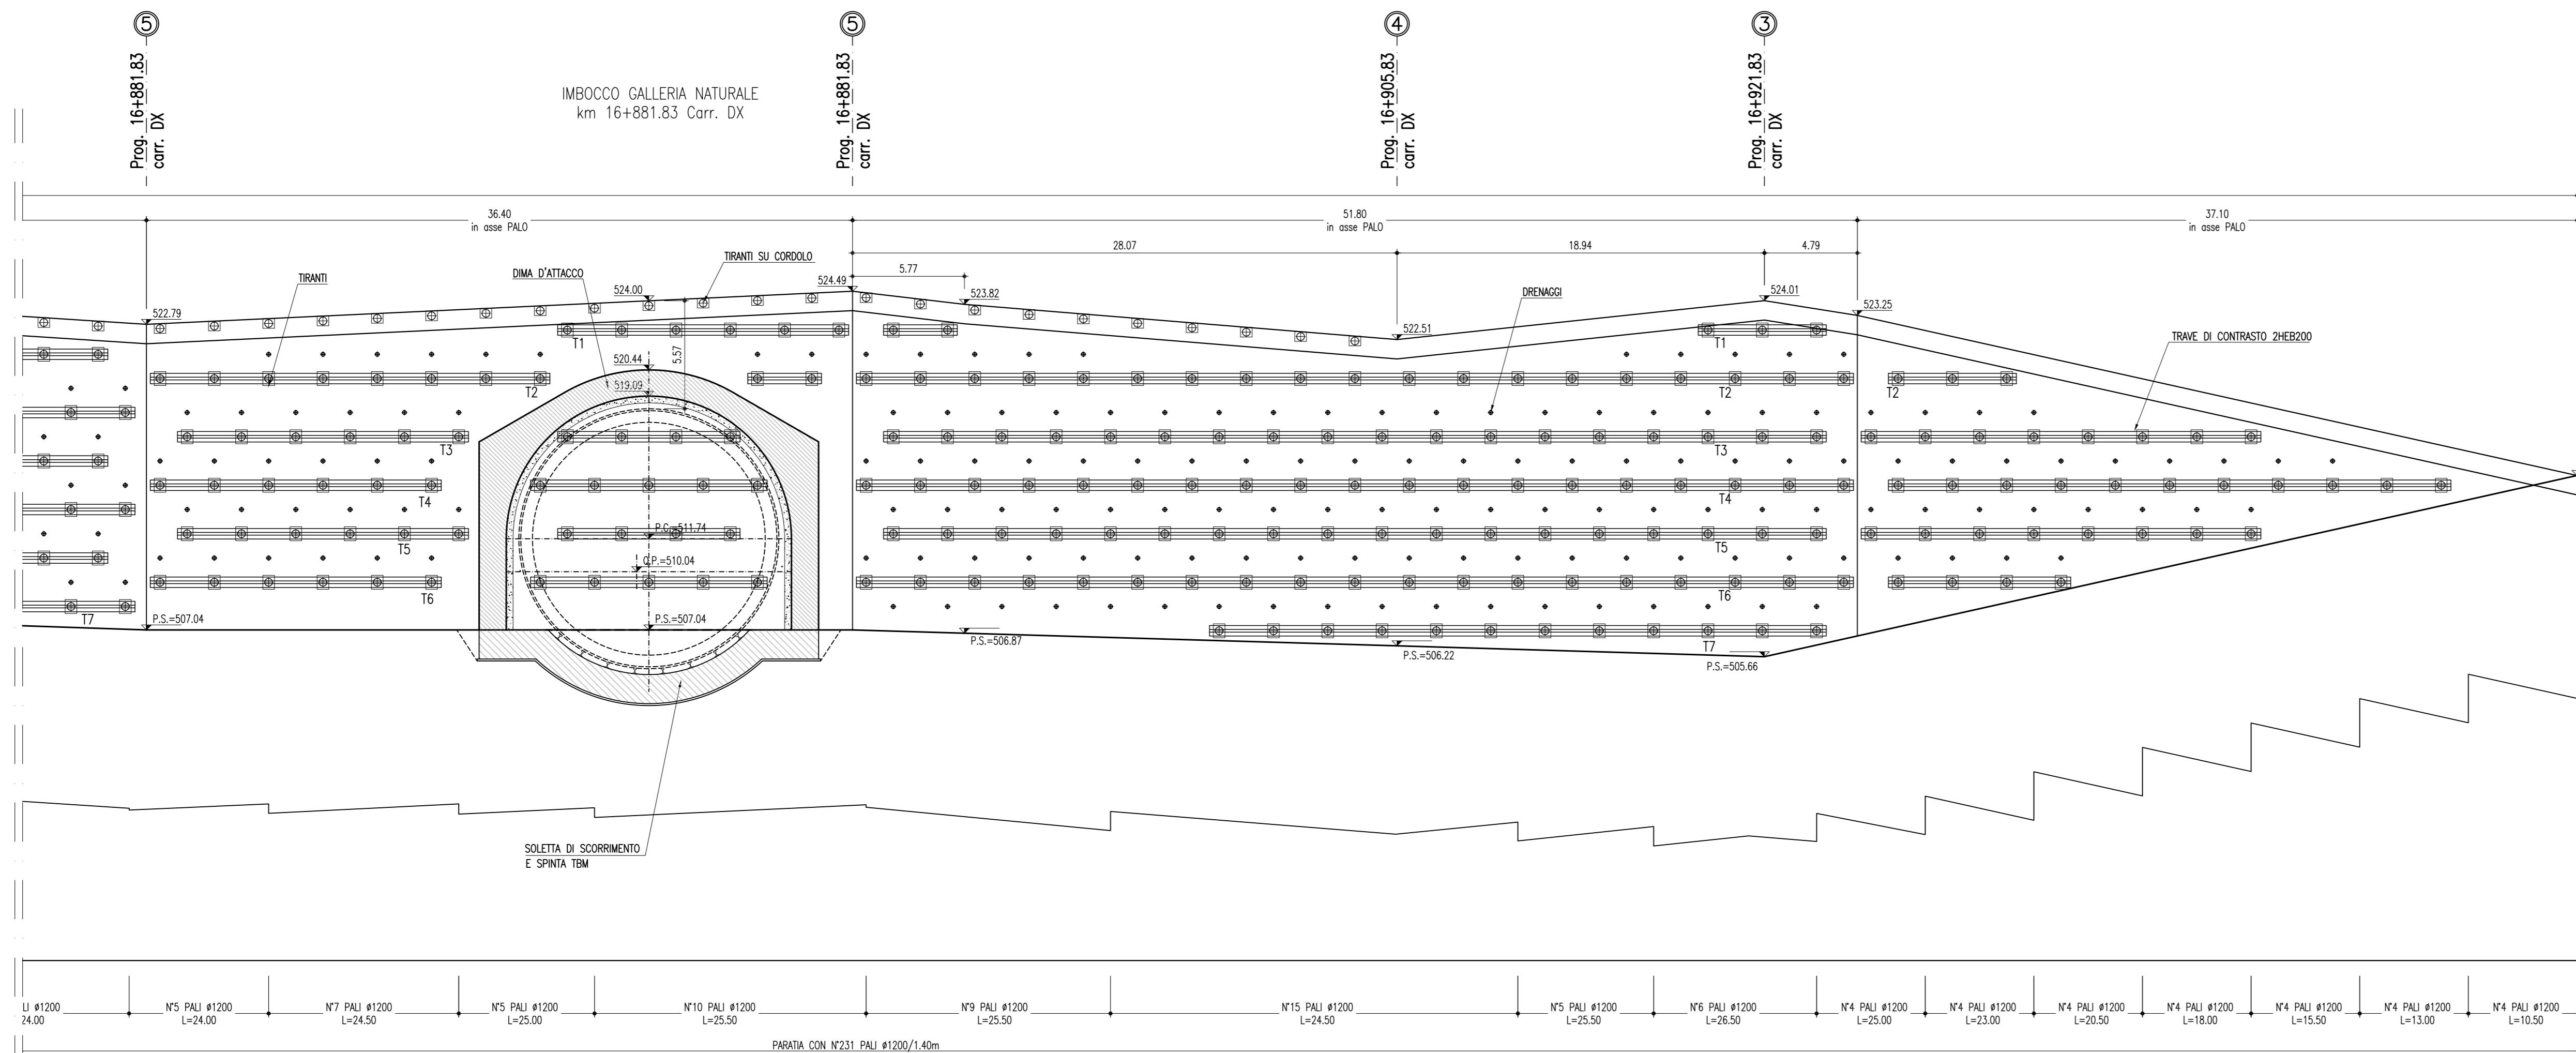 5
5
4
3
Prog. 16+881.83
carr. DX
Prog. 16+881.83
carr. DX
Prog. 16+905.83
carr. DX
Prog. 16+921.83
carr. DX
IMBOCCO GALLERIA NATURALE
km 16+881.83 Carr. DX
36.40
in asse PALO
51.80
in asse PALO
37.10
in asse PALO
28.07
18.94
4.79
5.77
TIRANTI
DIMA D'ATTACCO
TIRANTI SU CORDOLO
DRENAGGI
TRAVE DI CONTRASTO 2HEB200
522.79
524.00
524.49
523.82
522.51
524.01
523.25
5.57
520.44
519.09
T1
T1
T2
T2
T2
T3
T3
T4
T4
T5
T5
T6
T6
T7
T7
P.C.=511.74
Q.P.=510.04
P.S.=507.04
P.S.=507.04
P.S.=506.87
P.S.=506.22
P.S.=505.66
SOLETTA DI SCORRIMENTO
E SPINTA TBM
LI ø1200
24.00
N°5 PALI ø1200
L=24.00
N°7 PALI ø1200
L=24.50
N°5 PALI ø1200
L=25.00
N°10 PALI ø1200
L=25.50
N°9 PALI ø1200
L=25.50
N°15 PALI ø1200
L=24.50
N°5 PALI ø1200
L=25.50
N°6 PALI ø1200
L=26.50
N°4 PALI ø1200
L=25.00
N°4 PALI ø1200
L=23.00
N°4 PALI ø1200
L=20.50
N°4 PALI ø1200
L=18.00
N°4 PALI ø1200
L=15.50
N°4 PALI ø1200
L=13.00
N°4 PALI ø1200
L=10.50
PARATIA CON N°231 PALI ø1200/1.40m